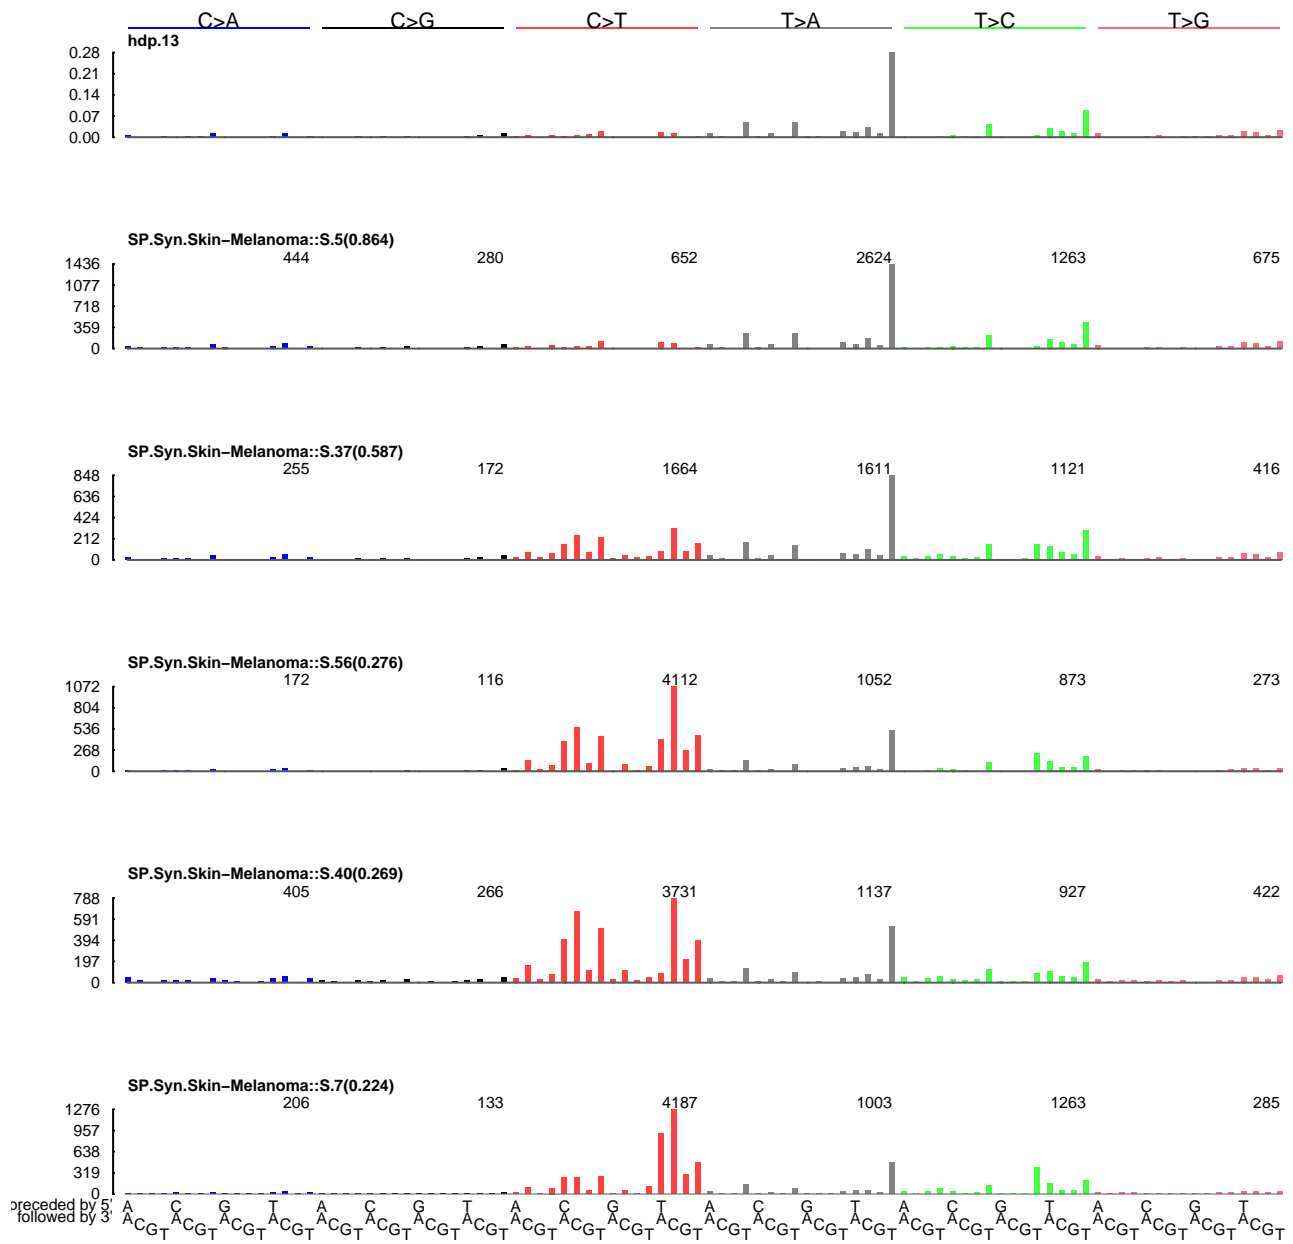 C>A C>G C>T T>A T>C T>G
hdp.13
0.28
0.21
0.14
0.07
0.00
SP.Syn.Skin−Melanoma::S.5(0.864)
444 280 652 2624 1263 675
1436
1077
718
359
0
SP.Syn.Skin−Melanoma::S.37(0.587)
255 172 1664 1611 1121 416
848
636
424
212
0
SP.Syn.Skin−Melanoma::S.56(0.276)
172 116 4112 1052 873 273
1072
804
536
268
0
SP.Syn.Skin−Melanoma::S.40(0.269)
405 266 3731 1137 927 422
788
591
394
197
0
SP.Syn.Skin−Melanoma::S.7(0.224)
206 133 4187 1003 1263 285
1276
957
638
319
0
preceded by 5' A C G T A C G T A C G T A C G T A C G T A C G T
followed by 3' A C G T A C G T A C G T A C G T A C G T A C G T A C G T A C G T A C G T A C G T A C G T A C G T A C G T A C G T A C G T A C G T A C G T A C G T A C G T A C G T A C G T A C G T A C G T A C G T